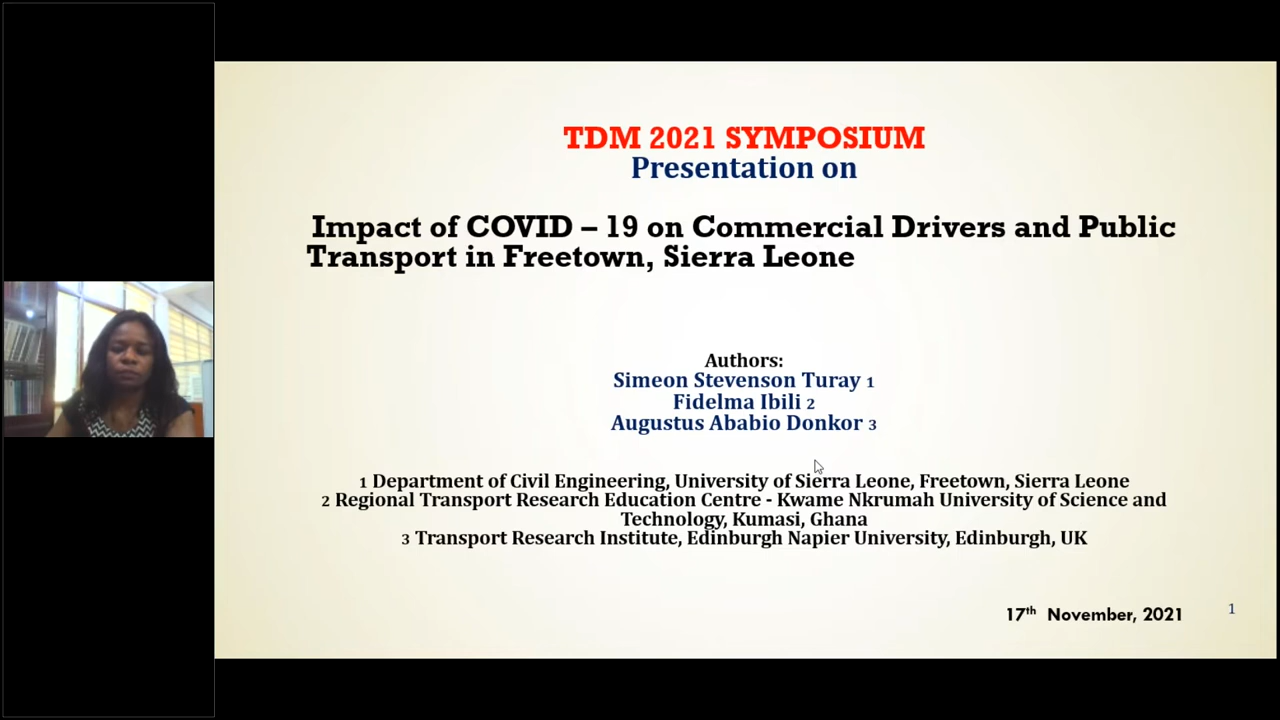 TDM 2021 SYMPOSIUM
Presentation on
Impact of COVID – 19 on Commercial Drivers and Public
Transport in Freetown, Sierra Leone
Authors:
Simeon Stevenson Turay 1
Fidelma Ibili 2
Augustus Ababio Donkor 3
1 Department of Civil Engineering, University of Sierra Leone, Freetown, Sierra Leone
2 Regional Transport Research Education Centre - Kwame Nkrumah University of Science and
Technology, Kumasi, Ghana
3 Transport Research Institute, Edinburgh Napier University, Edinburgh, UK
17th November, 2021
1